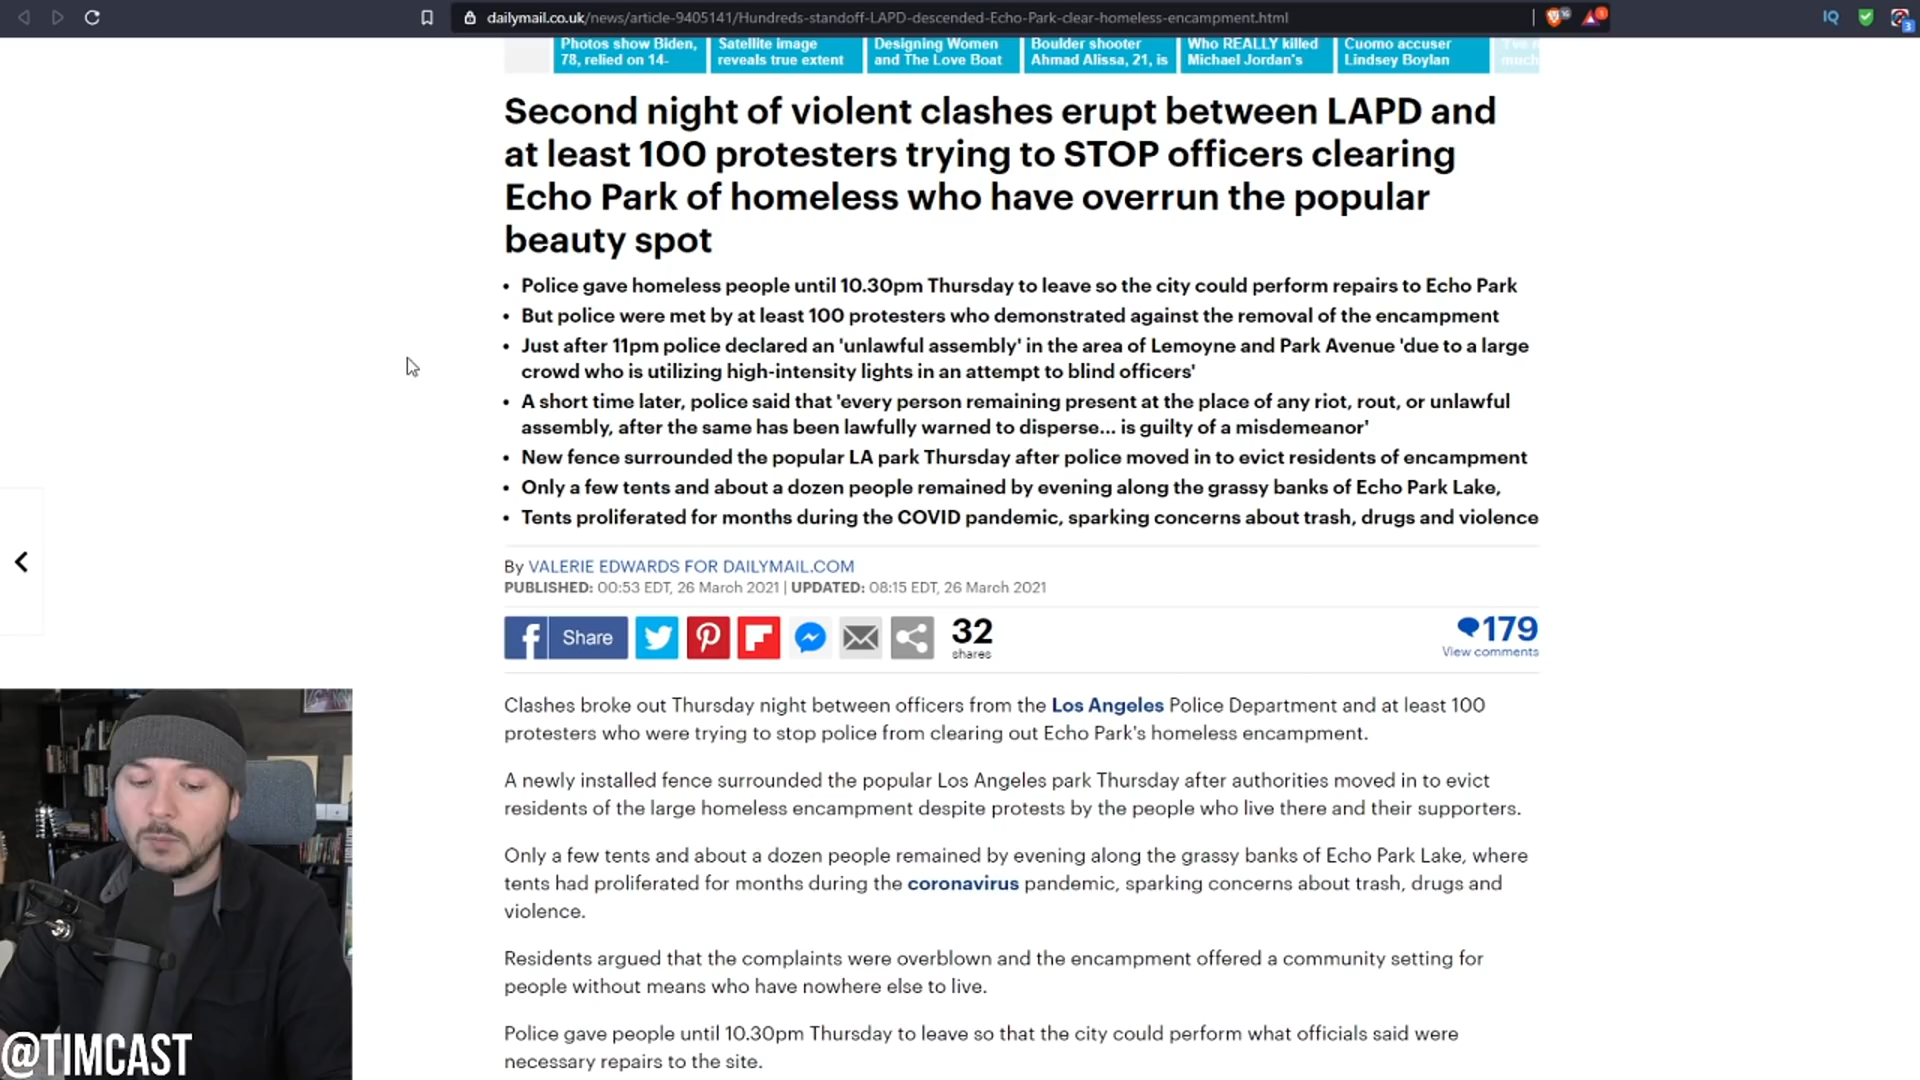 dailymail.co.uk/news/article-9405141/Hundreds-standoff-LAPD-descended-Echo-Park-clear-homeless-encampment.html
IQ
Photos show Biden,
78, relied on 14-
Satellite image
reveals true extent
Designing Women
and The Love Boat
Boulder shooter
Ahmad Alissa, 21, is
Who REALLY killed
Michael Jordan's
Cuomo accuser
Lindsey Boylan
much
Second night of violent clashes erupt between LAPD and
at least 100 protesters trying to STOP officers clearing
Echo Park of homeless who have overrun the popular
beauty spot
• Police gave homeless people until 10.30pm Thursday to leave so the city could perform repairs to Echo Park
• But police were met by at least 100 protesters who demonstrated against the removal of the encampment
• Just after 11pm police declared an 'unlawful assembly' in the area of Lemoyne and Park Avenue 'due to a large
crowd who is utilizing high-intensity lights in an attempt to blind officers'
• A short time later, police said that 'every person remaining present at the place of any riot, rout, or unlawful
assembly, after the same has been lawfully warned to disperse... is guilty of a misdemeanor'
• New fence surrounded the popular LA park Thursday after police moved in to evict residents of encampment
• Only a few tents and about a dozen people remained by evening along the grassy banks of Echo Park Lake,
• Tents proliferated for months during the COVID pandemic, sparking concerns about trash, drugs and violence
By VALERIE EDWARDS FOR DAILYMAIL.COM
PUBLISHED: 00:53 EDT, 26 March 2021 | UPDATED: 08:15 EDT, 26 March 2021
Share
32
shares
179
View comments
Clashes broke out Thursday night between officers from the Los Angeles Police Department and at least 100
protesters who were trying to stop police from clearing out Echo Park's homeless encampment.
A newly installed fence surrounded the popular Los Angeles park Thursday after authorities moved in to evict
residents of the large homeless encampment despite protests by the people who live there and their supporters.
Only a few tents and about a dozen people remained by evening along the grassy banks of Echo Park Lake, where
tents had proliferated for months during the coronavirus pandemic, sparking concerns about trash, drugs and
violence.
Residents argued that the complaints were overblown and the encampment offered a community setting for
people without means who have nowhere else to live.
Police gave people until 10.30pm Thursday to leave so that the city could perform what officials said were
necessary repairs to the site.
@TIMCAST